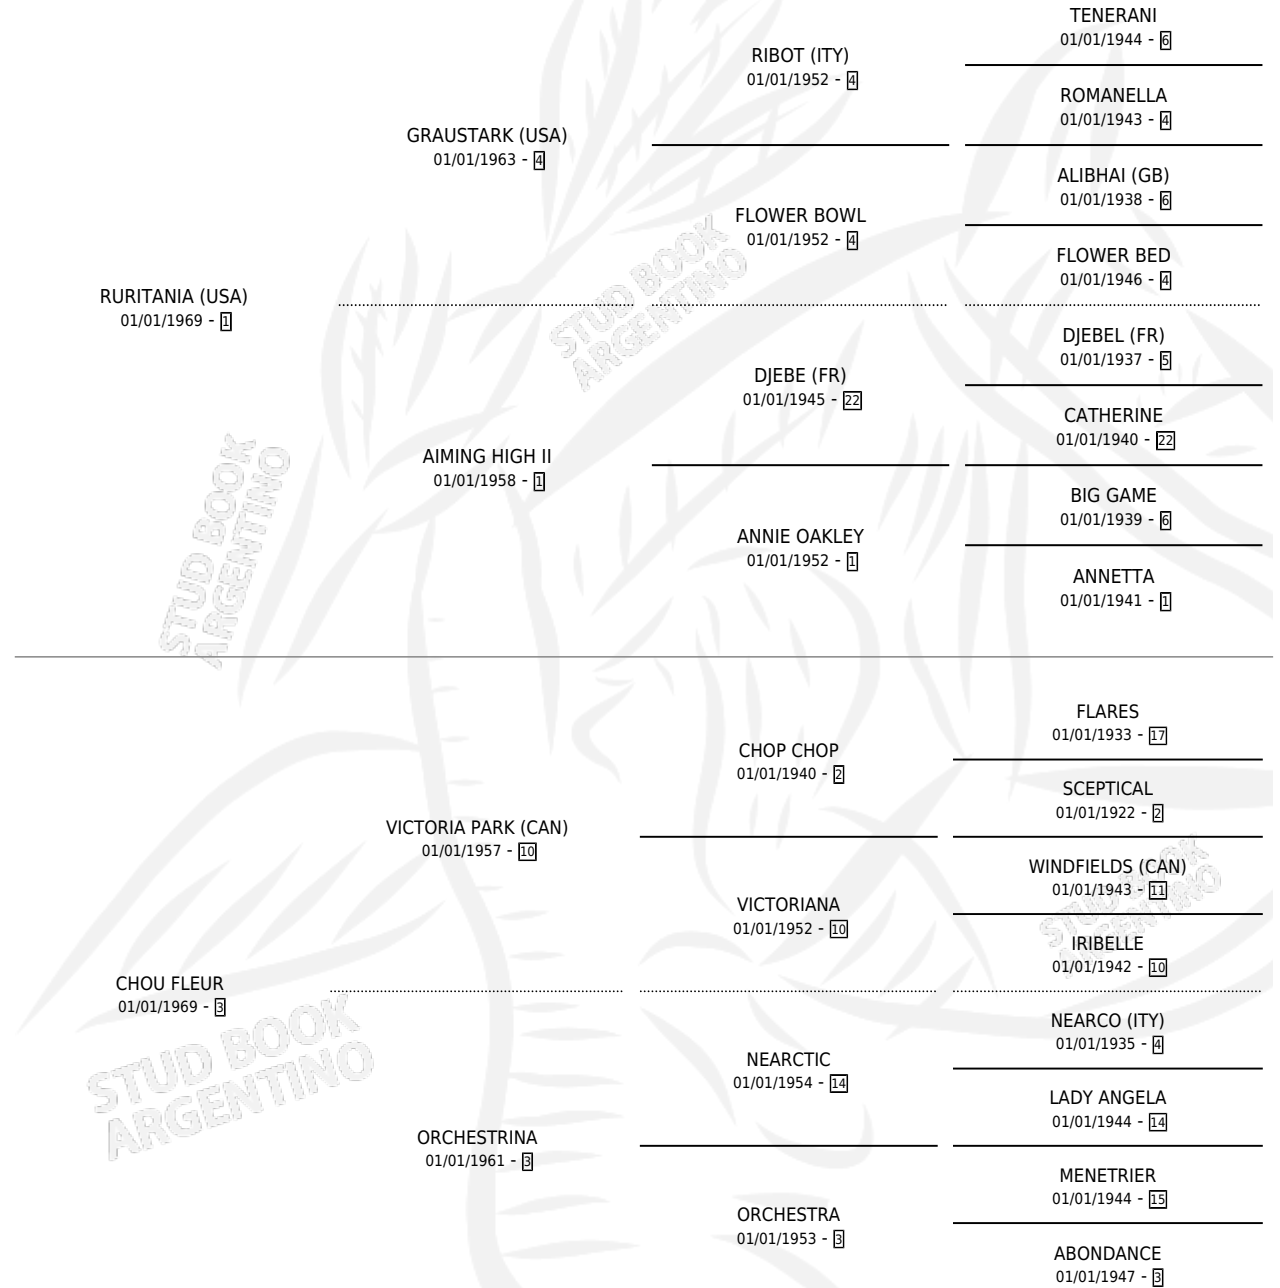 TENERANI
01/01/1944 - 6
RIBOT (ITY)
01/01/1952 - 4
ROMANELLA
01/01/1943 - 4
GRAUSTARK (USA)
01/01/1963 - 4
ALIBHAI (GB)
01/01/1938 - 6
FLOWER BOWL
01/01/1952 - 4
FLOWER BED
01/01/1946 - 4
RURITANIA (USA)
01/01/1969 - 1
STUD BOOK
ARGENTINO
DJEBEL (FR)
01/01/1937 - 5
DJEBE (FR)
01/01/1945 - 22
CATHERINE
01/01/1940 - 22
AIMING HIGH II
01/01/1958 - 1
BIG GAME
01/01/1939 - 6
ANNIE OAKLEY
01/01/1952 - 1
ANNETTA
01/01/1941 - 1
STUD BOOK
ARGENTINO
FLARES
01/01/1933 - 17
CHOP CHOP
01/01/1940 - 2
SCEPTICAL
01/01/1922 - 2
VICTORIA PARK (CAN)
01/01/1957 - 10
WINDFIELDS (CAN)
01/01/1943 - 11
VICTORIANA
01/01/1952 - 10
STUD BOOK
ARGENTINO
IRIBELLE
01/01/1942 - 10
CHOU FLEUR
01/01/1969 - 3
NEARCO (ITY)
01/01/1935 - 4
NEARCTIC
01/01/1954 - 14
LADY ANGELA
01/01/1944 - 14
STUD BOOK
ARGENTINO
ORCHESTRINA
01/01/1961 - 3
MENETRIER
01/01/1944 - 15
ORCHESTRA
01/01/1953 - 3
ABONDANCE
01/01/1947 - 3